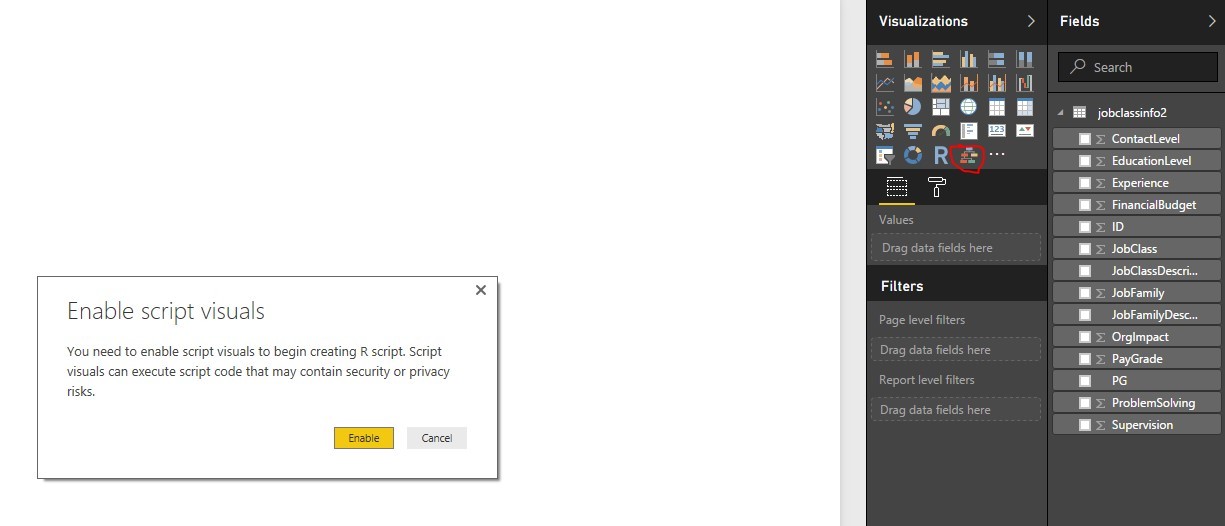 Enable script visuals
You need to enable script visuals to begin creating R script. Script
visuals can execute script code that may contain security or privacy
risks.
Enable
Cancel
Visualizations
123
R
Values
Drag data fields here
Filters
Page level filters
Drag data fields here
Report level filters
Drag data fields here
Fields
Search
jobclassinfo2
Σ ContactLevel
Σ EducationLevel
Σ Experience
Σ FinancialBudget
Σ ID
Σ JobClass
JobClassDescri...
Σ JobFamily
JobFamilyDesc...
Σ OrgImpact
Σ PayGrade
PG
Σ ProblemSolving
Σ Supervision